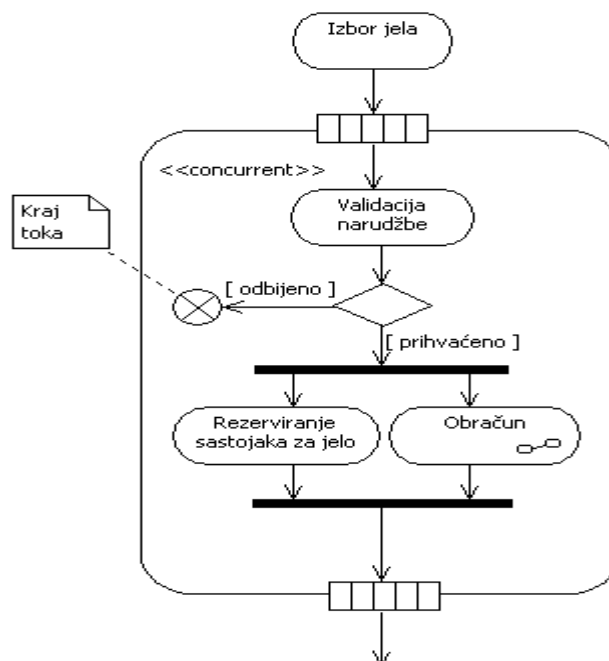 Izbor jela
<<concurrent>>
Validacija
narudžbe
Kraj
toka
[ odbijeno ]
[ prihvaćeno ]
Rezerviranje
sastojaka za jelo
Obračun